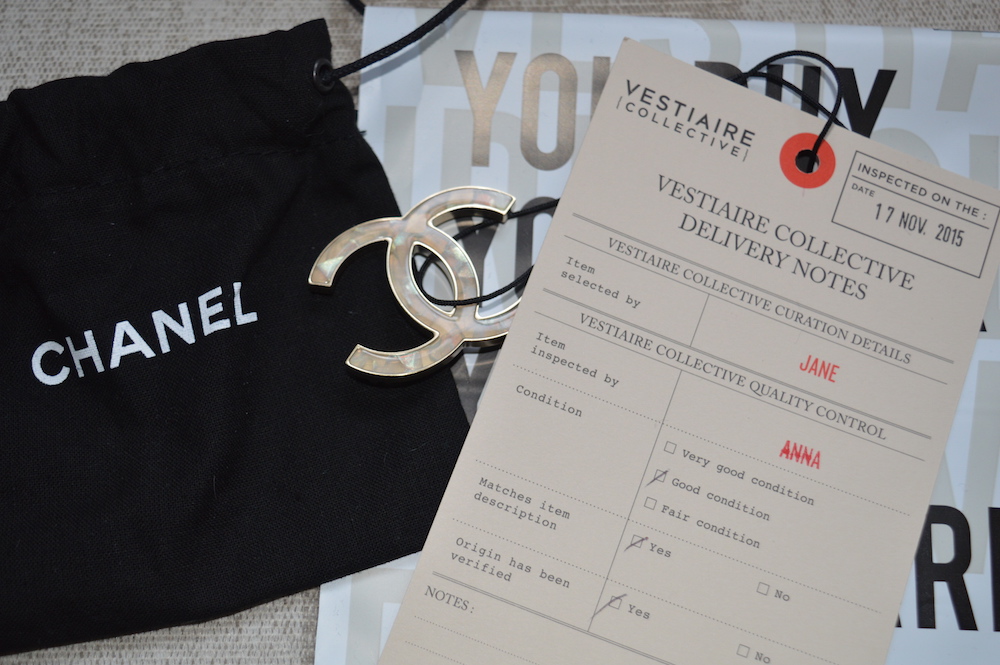 CHANEL
YOU BUY
VESTIAIRE
|COLLECTIVE|
INSPECTED ON THE :
DATE
17 NOV. 2015
VESTIAIRE COLLECTIVE
DELIVERY NOTES
VESTIAIRE COLLECTIVE CURATION DETAILS
Item
selected by
JANE
VESTIAIRE COLLECTIVE QUALITY CONTROL
Item
inspected by
ANNA
Condition
Very good condition
Good condition
Fair condition
Matches item
description
Yes
No
Origin has been
verified
Yes
No
NOTES: